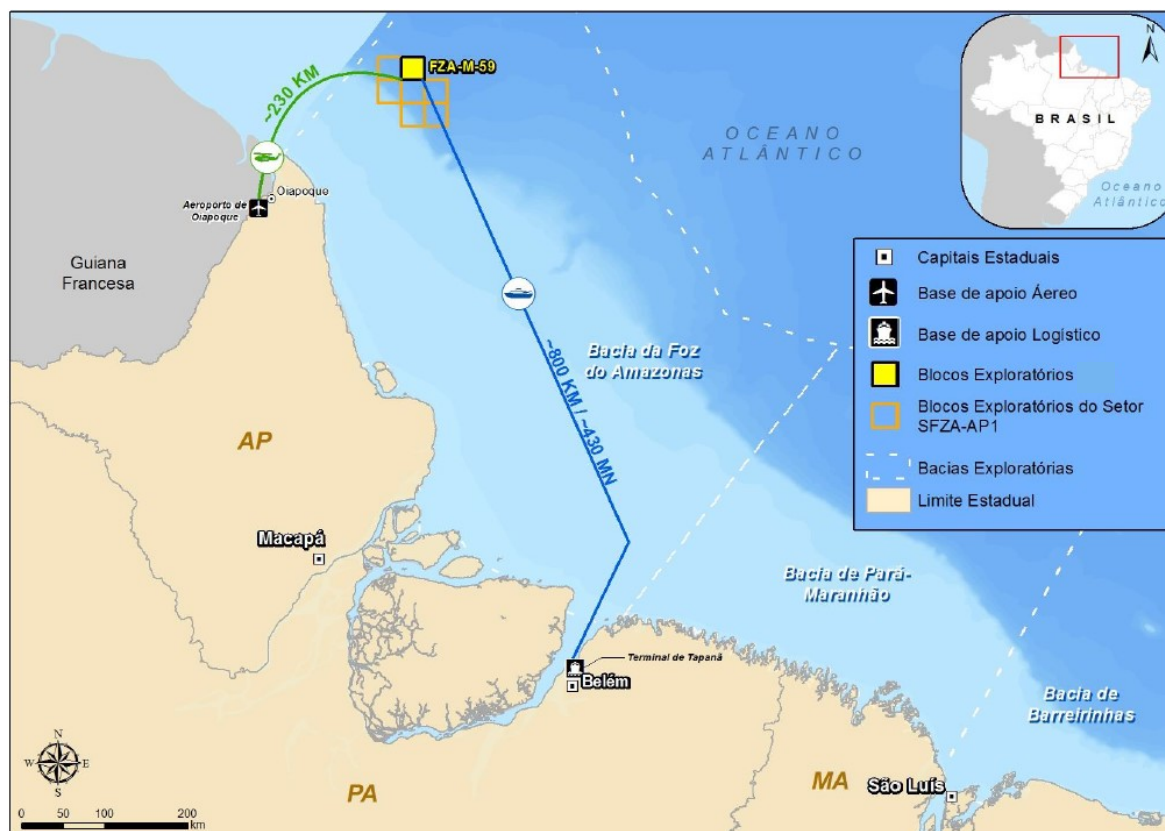 FZA-M-59
~230 KM
Oiapoque
Aeroporto de
Oiapoque
Guiana
Francesa
OCEANO
ATLÂNTICO
N
BRASIL
Oceano
Atlântico
Capitais Estaduais
Base de apoio Áereo
Base de apoio Logístico
Blocos Exploratórios
Blocos Exploratórios do Setor
SFZA-AP1
Bacias Exploratórias
Limite Estadual
~800 KM / ~430 MN
Bacia da Foz
do Amazonas
AP
Macapá
Bacia de Pará-
Maranhão
Terminal de Tapanã
Belém
Bacia de
Barreirinhas
N
W
E
S
PA
MA
São Luís
0 50 100 200
km